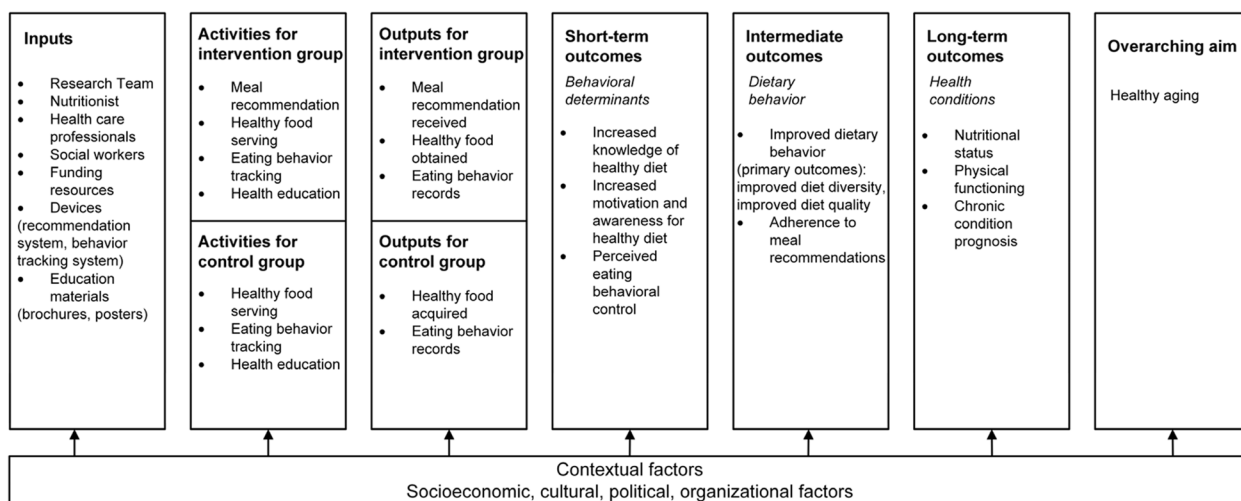 Inputs
• Research Team
• Nutritionist
• Health care
professionals
• Social workers
• Funding
resources
• Devices
(recommendation
system, behavior
tracking system)
• Education
materials
(brochures, posters)
Activities for
intervention group
• Meal
recommendation
• Healthy food
serving
• Eating behavior
tracking
• Health education
Activities for
control group
• Healthy food
serving
• Eating behavior
tracking
• Health education
Outputs for
intervention group
• Meal
recommendation
received
• Healthy food
obtained
• Eating behavior
records
Outputs for
control group
• Healthy food
acquired
• Eating behavior
records
Short-term
outcomes
Behavioral
determinants
• Increased
knowledge of
healthy diet
• Increased
motivation and
awareness for
healthy diet
• Perceived
eating
behavioral
control
Intermediate
outcomes
Dietary
behavior
• Improved dietary
behavior
(primary outcomes):
improved diet diversity,
improved diet quality
• Adherence to
meal
recommendations
Long-term
outcomes
Health
conditions
• Nutritional
status
• Physical
functioning
• Chronic
condition
prognosis
Overarching aim
Healthy aging
Contextual factors
Socioeconomic, cultural, political, organizational factors